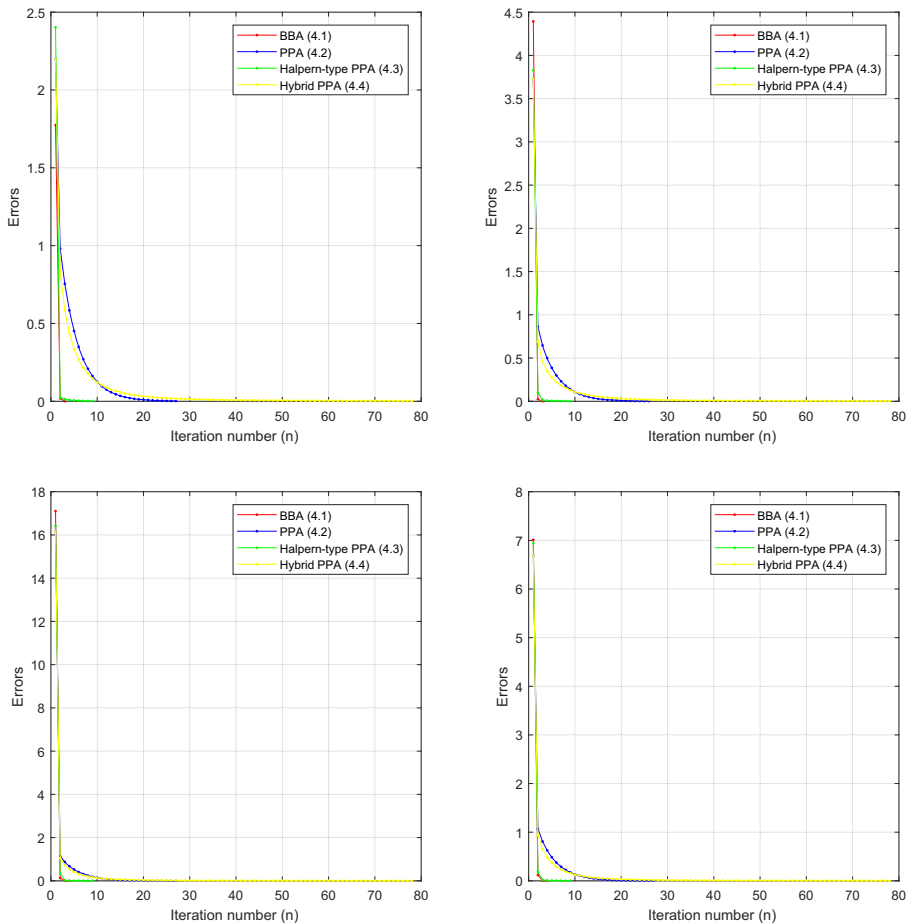 2.5
2
1.5
1
0.5
0
Errors
0 10 20 30 40 50 60 70 80
Iteration number (n)
BBA (4.1)
PPA (4.2)
Halpern-type PPA (4.3)
Hybrid PPA (4.4)
4.5
4
3.5
3
2.5
2
1.5
1
0.5
0
Errors
0 10 20 30 40 50 60 70 80
Iteration number (n)
BBA (4.1)
PPA (4.2)
Halpern-type PPA (4.3)
Hybrid PPA (4.4)
18
16
14
12
10
8
6
4
2
0
Errors
0 10 20 30 40 50 60 70 80
Iteration number (n)
BBA (4.1)
PPA (4.2)
Halpern-type PPA (4.3)
Hybrid PPA (4.4)
8
7
6
5
4
3
2
1
0
Errors
0 10 20 30 40 50 60 70 80
Iteration number (n)
BBA (4.1)
PPA (4.2)
Halpern-type PPA (4.3)
Hybrid PPA (4.4)